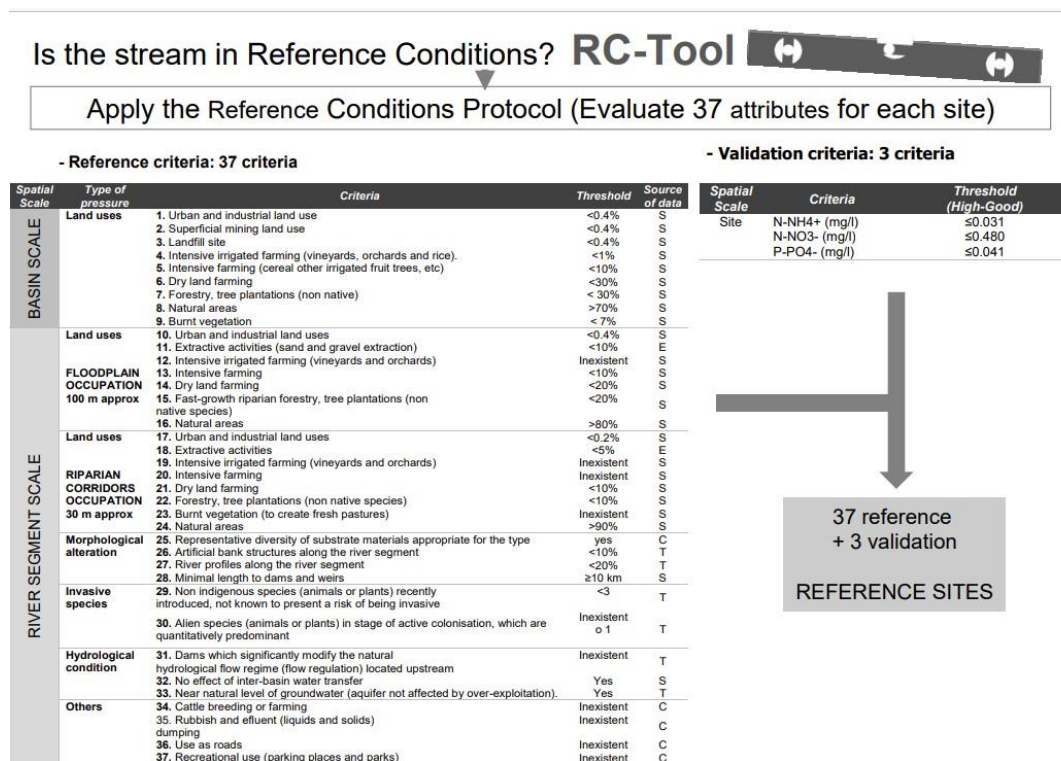 Is the stream in Reference Conditions? RC-Tool
Apply the Reference Conditions Protocol (Evaluate 37 attributes for each site)
- Reference criteria: 37 criteria
Spatial Scale Type of pressure Criteria Threshold Source of data
BASIN SCALE
Land uses 1. Urban and industrial land use <0.4% S
2. Superficial mining land use <0.4% S
3. Landfill site <0.4% S
4. Intensive irrigated farming (vineyards, orchards and rice). <1% S
5. Intensive farming (cereal other irrigated fruit trees, etc) <10% S
6. Dry land farming <30% S
7. Forestry, tree plantations (non native) < 30% S
8. Natural areas >70% S
9. Burnt vegetation < 7% S
RIVER SEGMENT SCALE
Land uses 10. Urban and industrial land uses <0.4% S
11. Extractive activities (sand and gravel extraction) <10% E
12. Intensive irrigated farming (vineyards and orchards) Inexistent S
FLOODPLAIN 13. Intensive farming <10% S
OCCUPATION 14. Dry land farming <20% S
100 m approx 15. Fast-growth riparian forestry, tree plantations (non <20%
native species) S
16. Natural areas >80% S
Land uses 17. Urban and industrial land uses <0.2% S
18. Extractive activities <5% E
19. Intensive irrigated farming (vineyards and orchards) Inexistent S
RIPARIAN 20. Intensive farming Inexistent S
CORRIDORS 21. Dry land farming <10% S
OCCUPATION 22. Forestry, tree plantations (non native species) <10% S
30 m approx 23. Burnt vegetation (to create fresh pastures) Inexistent S
24. Natural areas >90% S
Morphological 25. Representative diversity of substrate materials appropriate for the type yes C
alteration 26. Artificial bank structures along the river segment <10% T
27. River profiles along the river segment <20% T
28. Minimal length to dams and weirs ≥10 km S
Invasive 29. Non indigenous species (animals or plants) recently <3
species introduced, not known to present a risk of being invasive T
30. Alien species (animals or plants) in stage of active colonisation, which are Inexistent
quantitatively predominant o 1 T
Hydrological 31. Dams which significantly modify the natural Inexistent
condition hydrological flow regime (flow regulation) located upstream T
32. No effect of inter-basin water transfer Yes S
33. Near natural level of groundwater (aquifer not affected by over-exploitation). Yes T
Others 34. Cattle breeding or farming Inexistent C
35. Rubbish and efluent (liquids and solids) Inexistent
dumping C
36. Use as roads Inexistent C
37. Recreational use (parking places and parks) Inexistent C
- Validation criteria: 3 criteria
Spatial Scale Criteria Threshold (High-Good)
Site N-NH4+ (mg/l) ≤0.031
N-NO3- (mg/l) ≤0.480
P-PO4- (mg/l) ≤0.041
37 reference
+ 3 validation
REFERENCE SITES